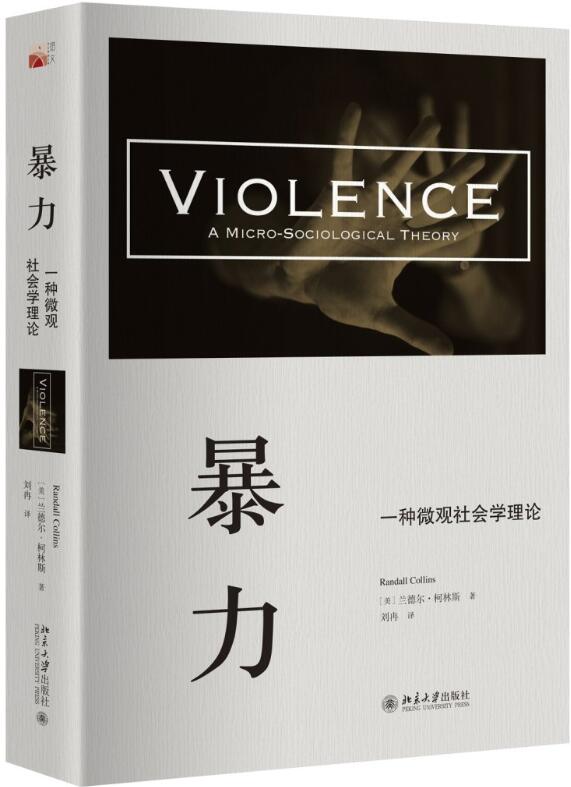 暴力
一种微观
社会学理论
VIOLENCE
Randall Collins
[美] 兰德尔·柯林斯 著
刘冉 译
北京大学出版社
PEKING UNIVERSITY PRESS
VIOLENCE
A MICRO-SOCIOLOGICAL THEORY
暴力
一种微观社会学理论
Randall Collins
[美] 兰德尔·柯林斯 著
刘冉 译
北京大学出版社
PEKING UNIVERSITY PRESS